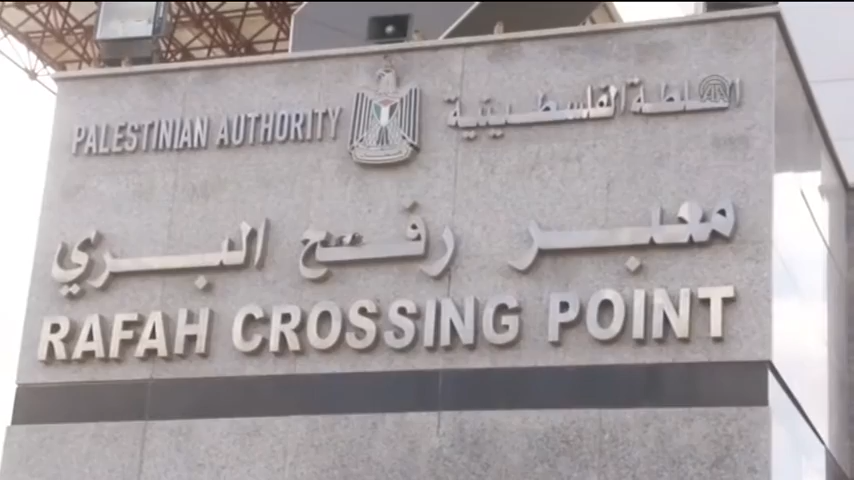 PALESTINIAN AUTHORITY السلطة الفلسطينية
معبر رفح البري
RAFAH CROSSING POINT